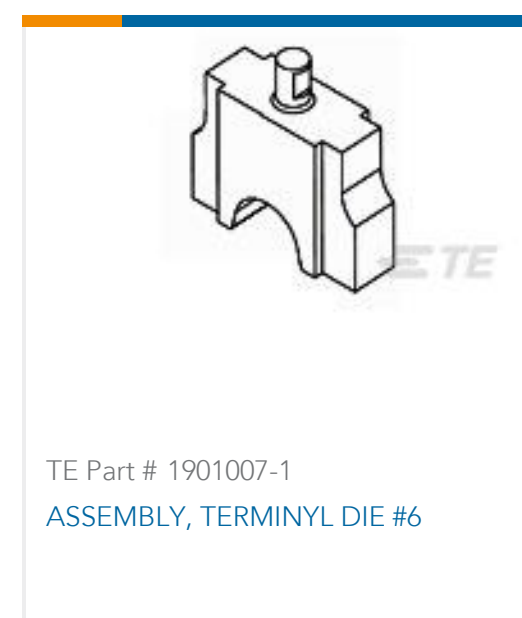 TE
TE Part # 1901007-1
ASSEMBLY, TERMINYL DIE #6